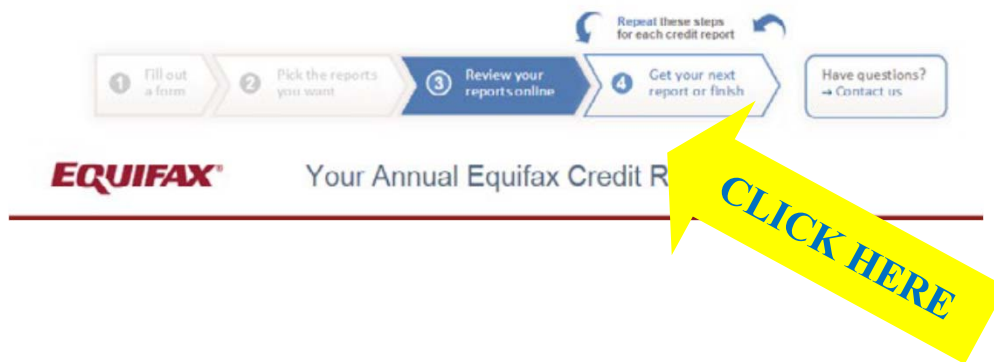 Repeat these steps
for each credit report
1 Fill out
a form
2 Pick the reports
you want
3 Review your
reports online
4 Get your next
report or finish
Have questions?
→ Contact us
EQUIFAX®
Your Annual Equifax Credit R
CLICK HERE